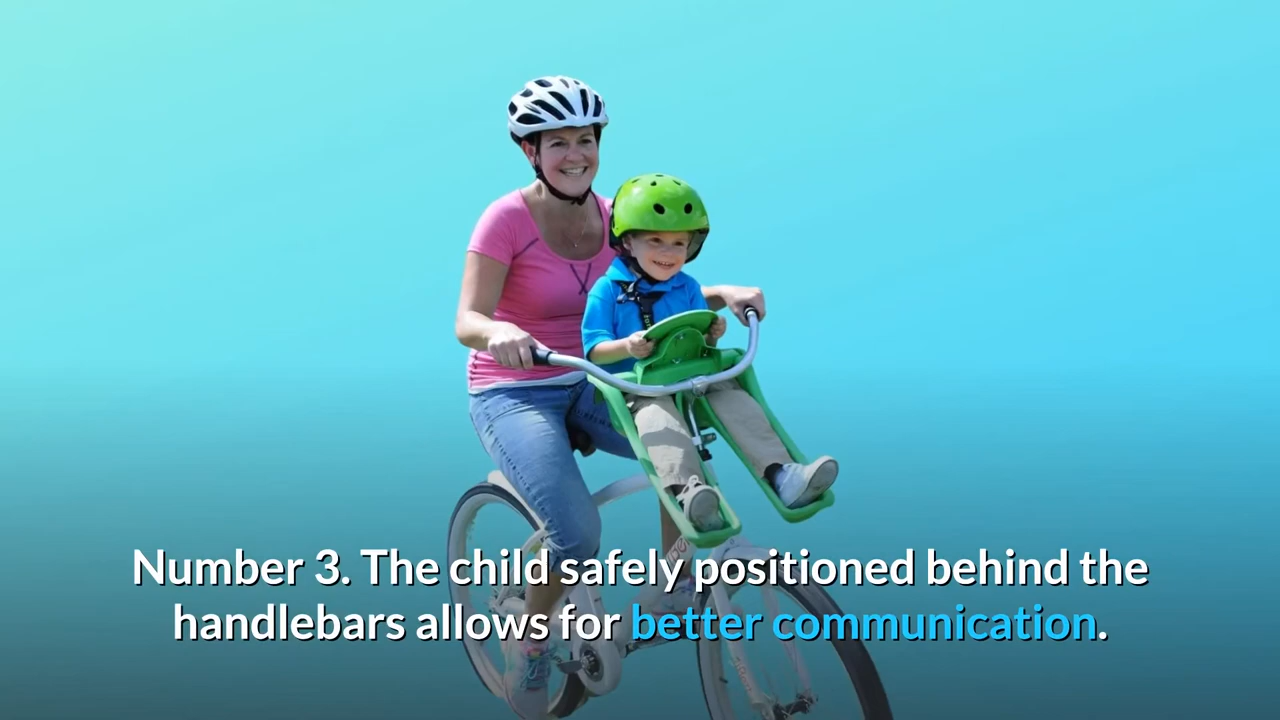 Number 3. The child safely positioned behind the
handlebars allows for better communication.